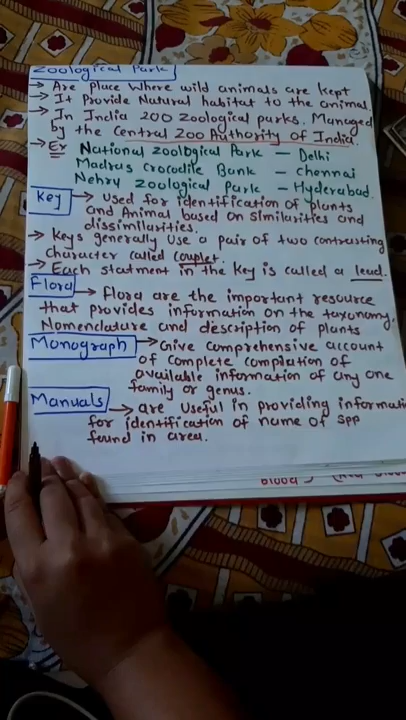 Zoological Park
→ Are place where wild animals are kept
→ It provide Natural habitat to the animal.
→ In India 200 zoological parks. Managed
by the Central Zoo Authority of India.
→ Ex National Zoological Park — Delhi
Madras Crocodile Bank — Chennai
Nehry Zoological Park — Hyderabad.
Key → Used for identification of plants
and Animal based on similarities and
dissimilarities.
→ Keys generally use a pair of two contrasting
character called couplet.
→ Each statment in the key is called a lead.
Flora → Flora are the important resource
that provides information on the taxonomy.
Nomenclature and description of plants
Monograph → Give comprehensive account
of complete compilation of
available information of any one
family or genus.
Manuals → are useful in providing informati
for identification of name of spp
found in area.